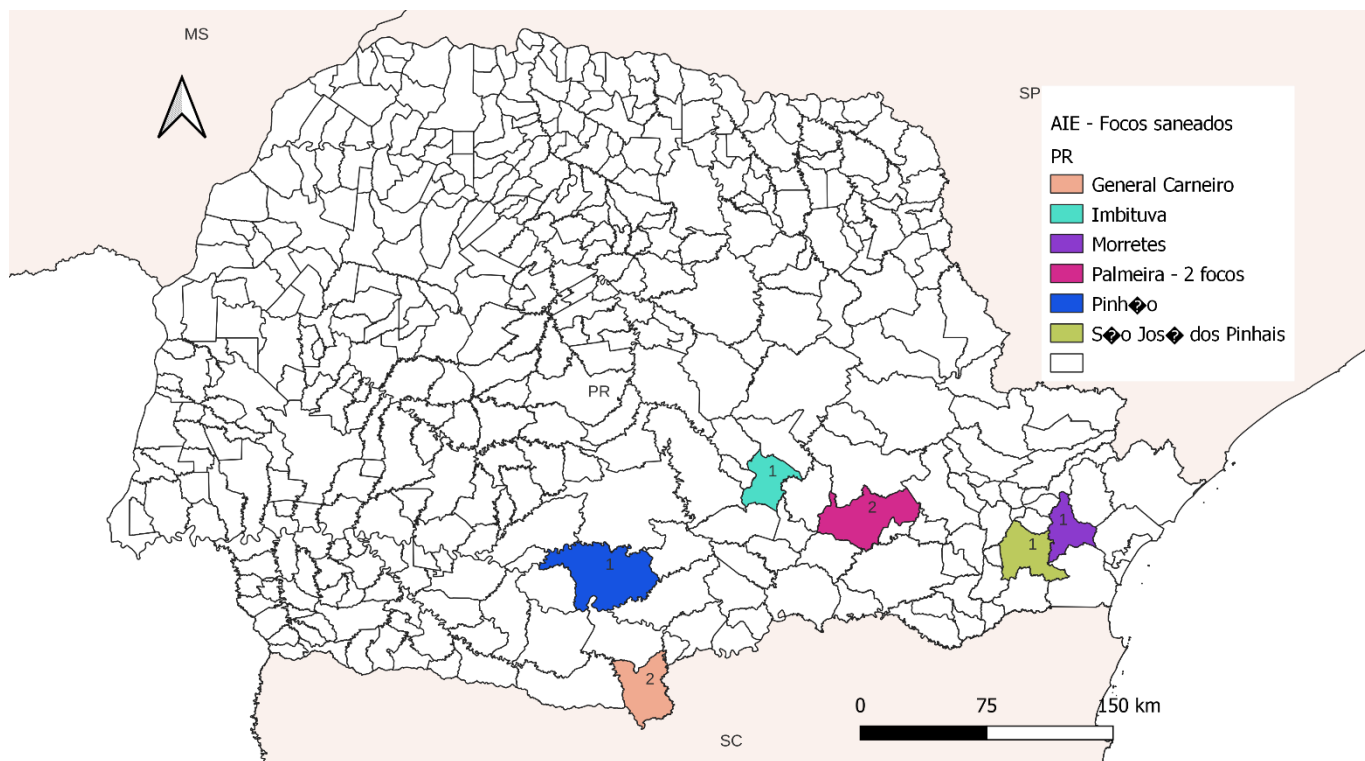 MS
SP
AIE - Focos saneados
PR
General Carneiro
Imbituva
Morretes
Palmeira - 2 focos
Pinh�o
S�o Jos� dos Pinhais
PR
1
2
1
1
1
2
0 75 150 km
SC